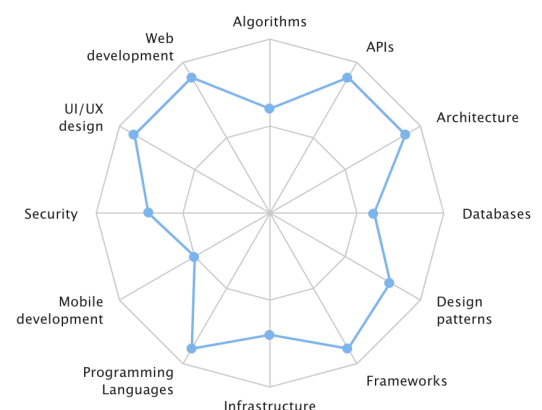 Algorithms
APIs
Architecture
Databases
Design
patterns
Frameworks
Infrastructure
Programming
Languages
Mobile
development
Security
UI/UX
design
Web
development